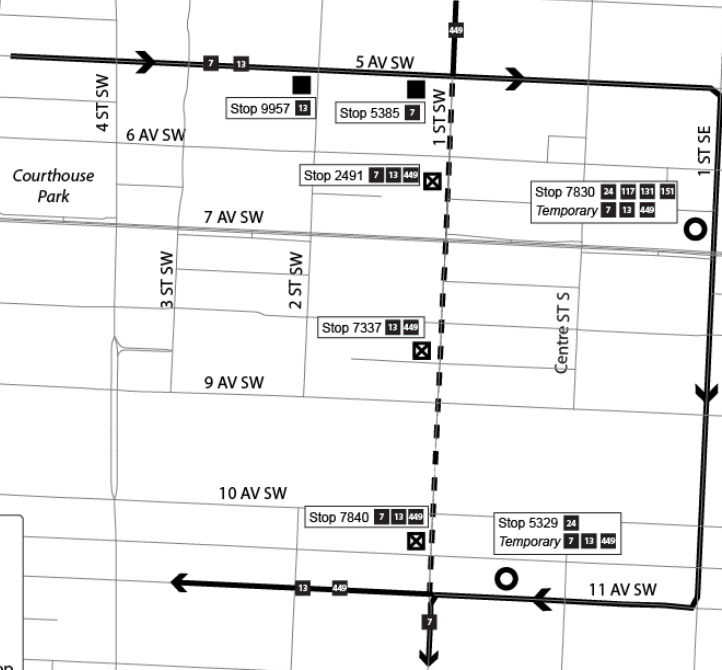 449
5 AV SW
7 13
4 ST SW
Stop 9957 13
Stop 5385 7
1 ST SW
1 ST SE
6 AV SW
Courthouse
Park
Stop 2491 7 13 449
Stop 7830 24 117 131 151
Temporary 7 13 449
7 AV SW
3 ST SW
2 ST SW
Centre ST S
Stop 7337 7 13 449
9 AV SW
10 AV SW
Stop 7840 7 13 449
Stop 5329 24
Temporary 7 13 449
13 449
11 AV SW
7